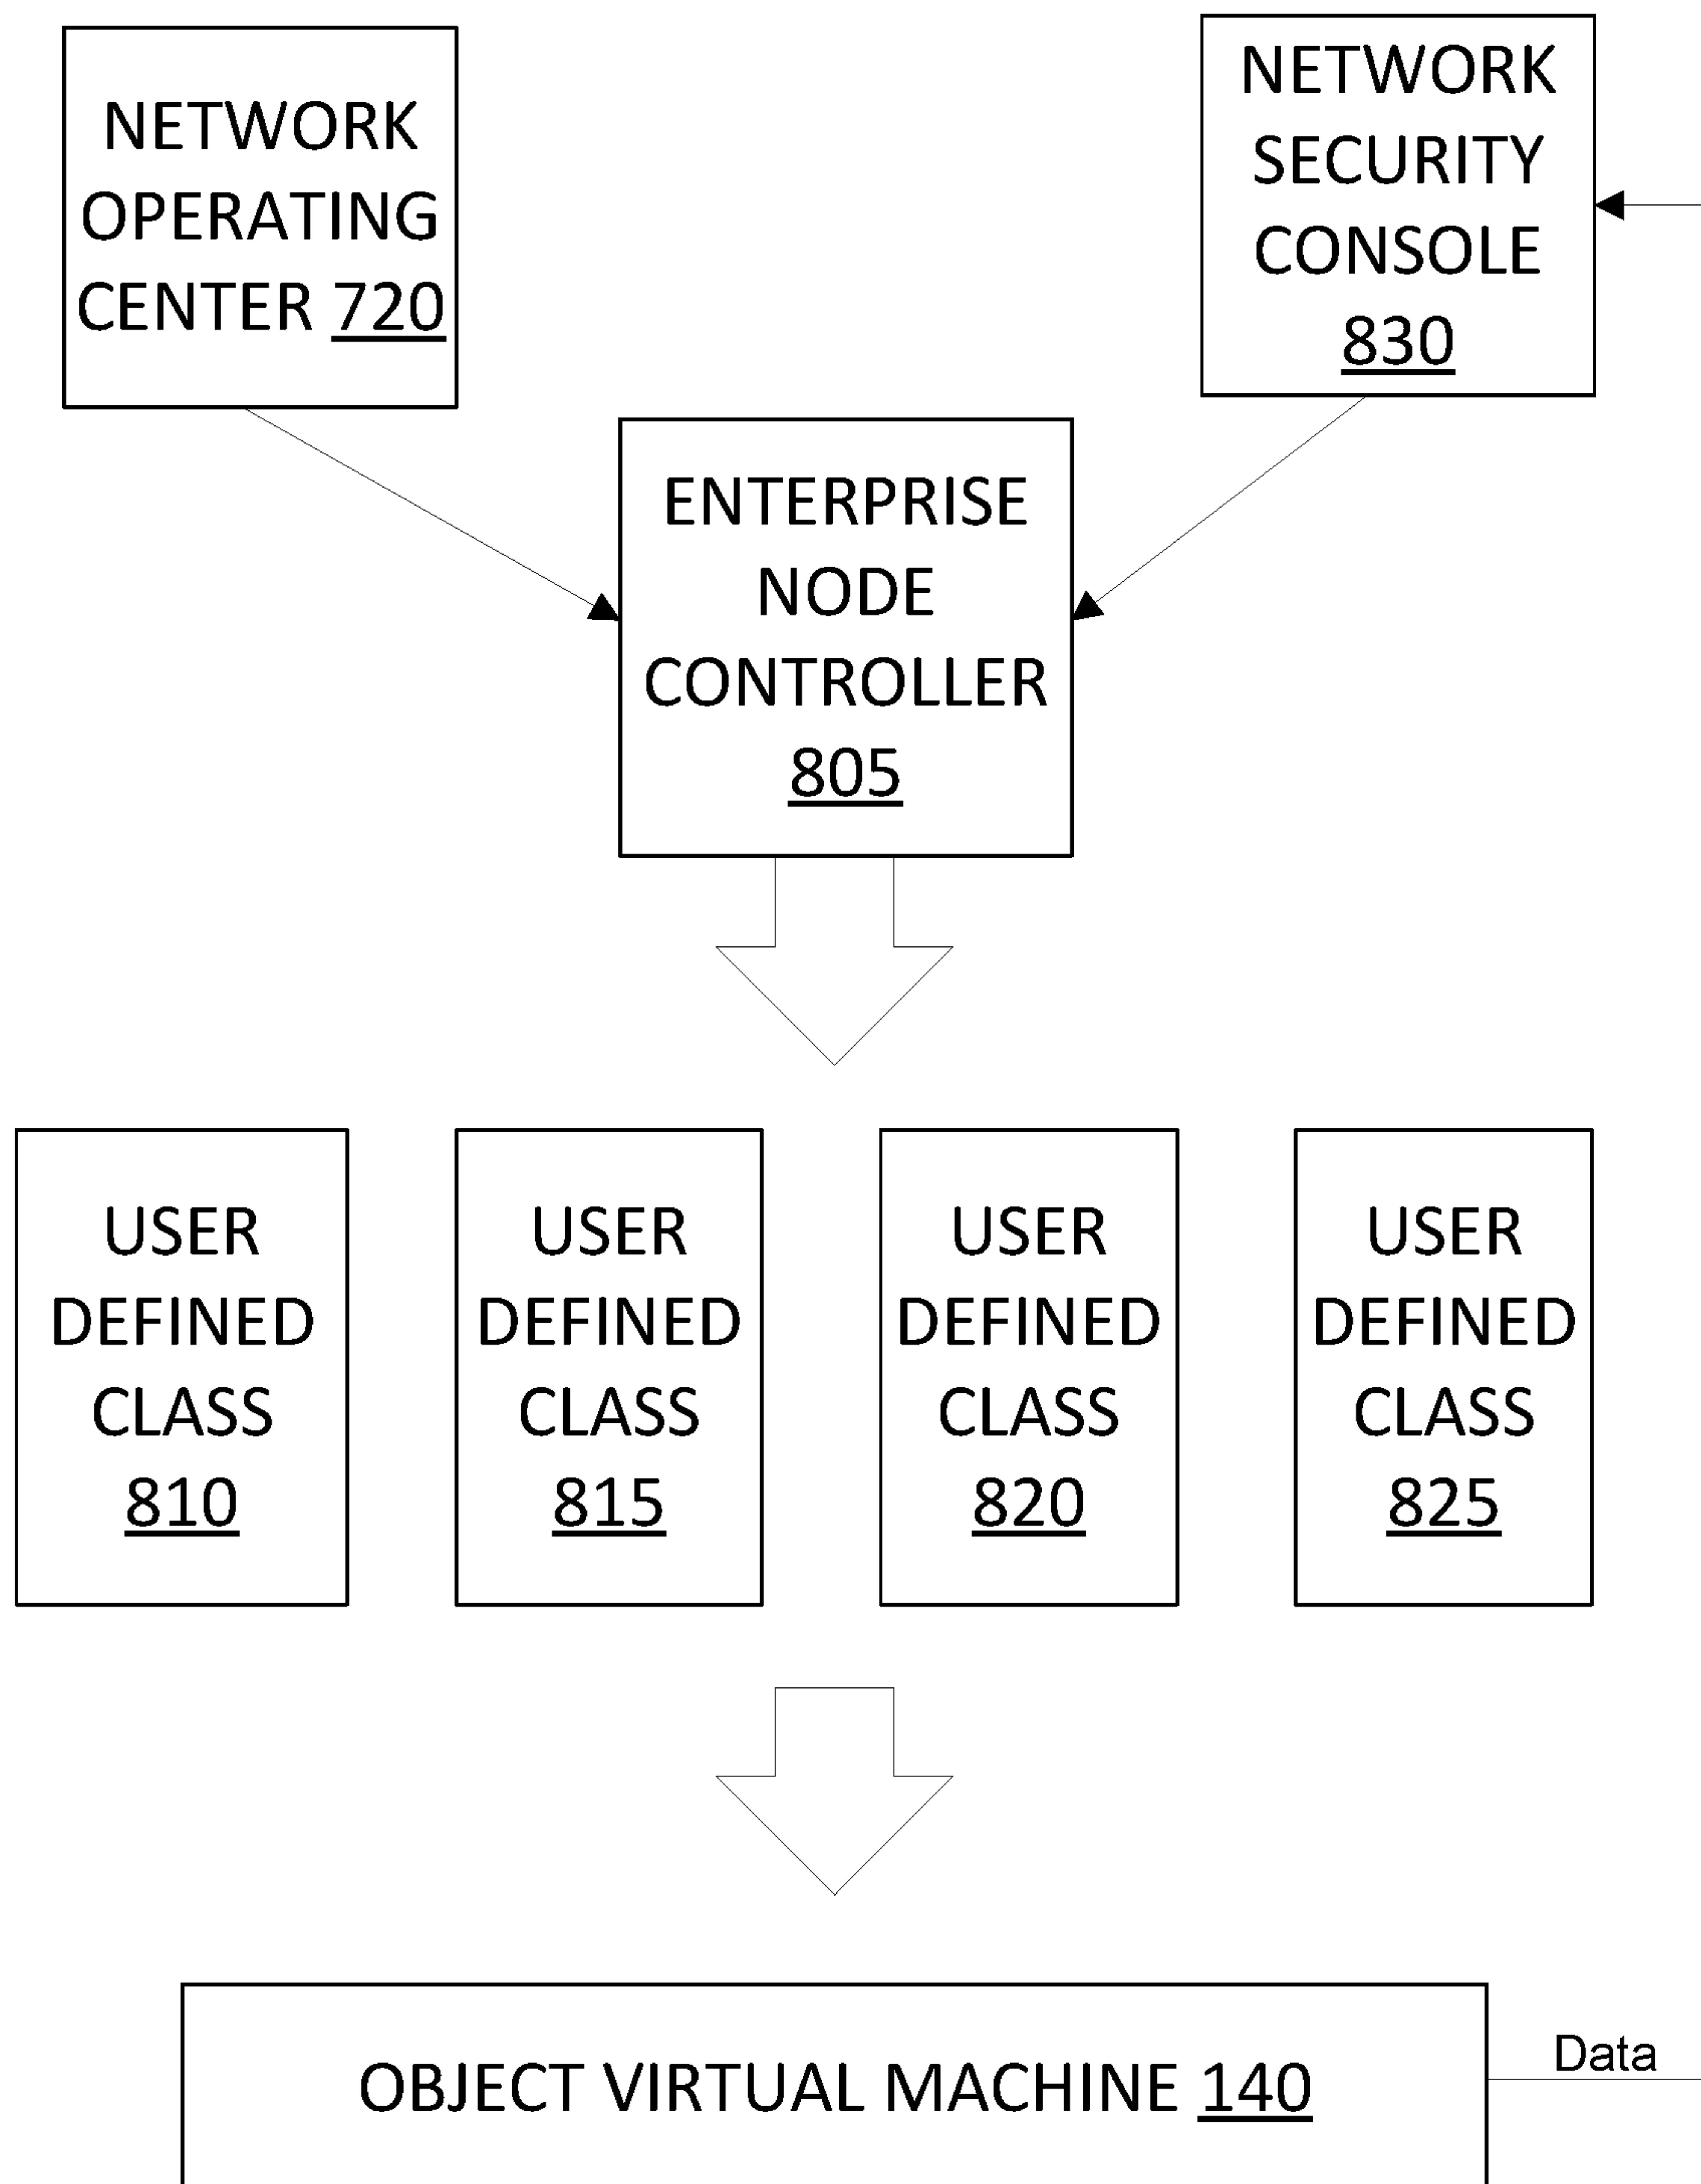 NETWORK
OPERATING
CENTER 720
NETWORK
SECURITY
CONSOLE
830
ENTERPRISE
NODE
CONTROLLER
805
USER
DEFINED
CLASS
810
USER
DEFINED
CLASS
815
USER
DEFINED
CLASS
820
USER
DEFINED
CLASS
825
OBJECT VIRTUAL MACHINE 140
Data